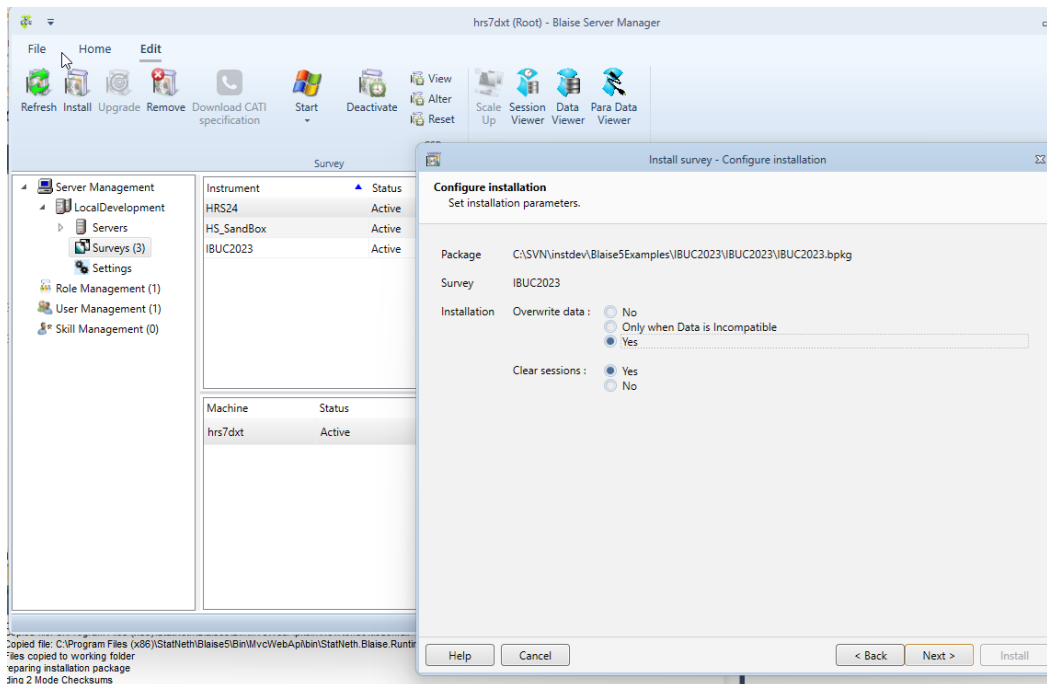 hrs7dxt (Root) - Blaise Server Manager
File Home Edit
Refresh Install Upgrade Remove Download CATI specification Start Deactivate View Alter Reset Scale Up Session Viewer Data Viewer Para Data Viewer
Survey
Server Management
LocalDevelopment
Servers
Surveys (3)
Settings
Role Management (1)
User Management (1)
Skill Management (0)
Instrument Status
HRS24 Active
HS_SandBox Active
IBUC2023 Active
Machine Status
hrs7dxt Active
Install survey - Configure installation
Configure installation
Set installation parameters.
Package C:\SVN\instdev\Blaise5Examples\IBUC2023\IBUC2023\IBUC2023.bpkg
Survey IBUC2023
Installation Overwrite data : No
Only when Data is Incompatible
Yes
Clear sessions : Yes
No
Help Cancel < Back Next > Install
Copied file: C:\Program Files (x86)\StatNeth\Blaise5\Bin\MvcWebApi\bin\StatNeth.Blaise.Runti
Files copied to working folder
reparing installation package
ding 2 Mode Checksums